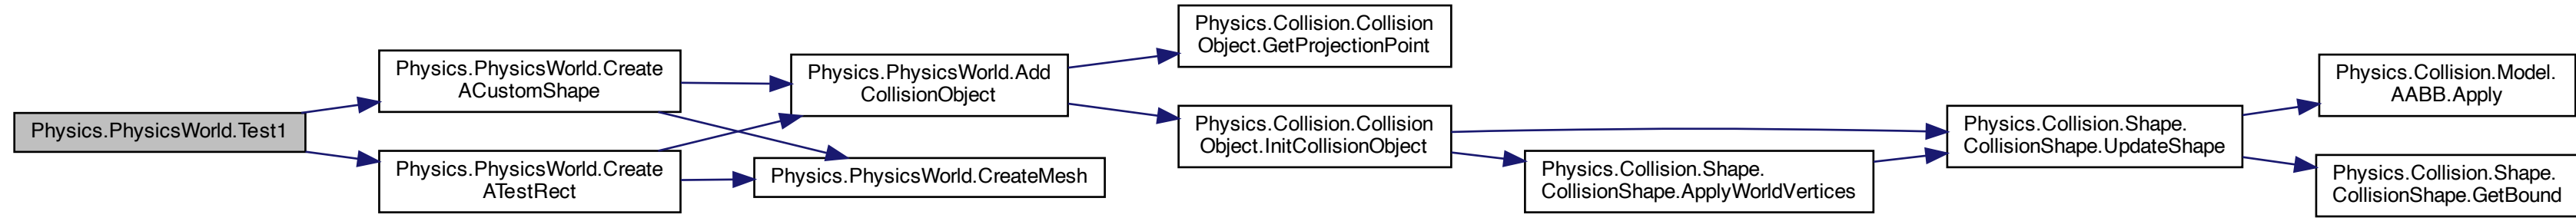 Physics.PhysicsWorld.Test1
Physics.PhysicsWorld.Create
ACustomShape
Physics.PhysicsWorld.Create
ATestRect
Physics.PhysicsWorld.Add
CollisionObject
Physics.PhysicsWorld.CreateMesh
Physics.Collision.Collision
Object.GetProjectionPoint
Physics.Collision.Collision
Object.InitCollisionObject
Physics.Collision.Shape.
CollisionShape.ApplyWorldVertices
Physics.Collision.Shape.
CollisionShape.UpdateShape
Physics.Collision.Model.
AABB.Apply
Physics.Collision.Shape.
CollisionShape.GetBound